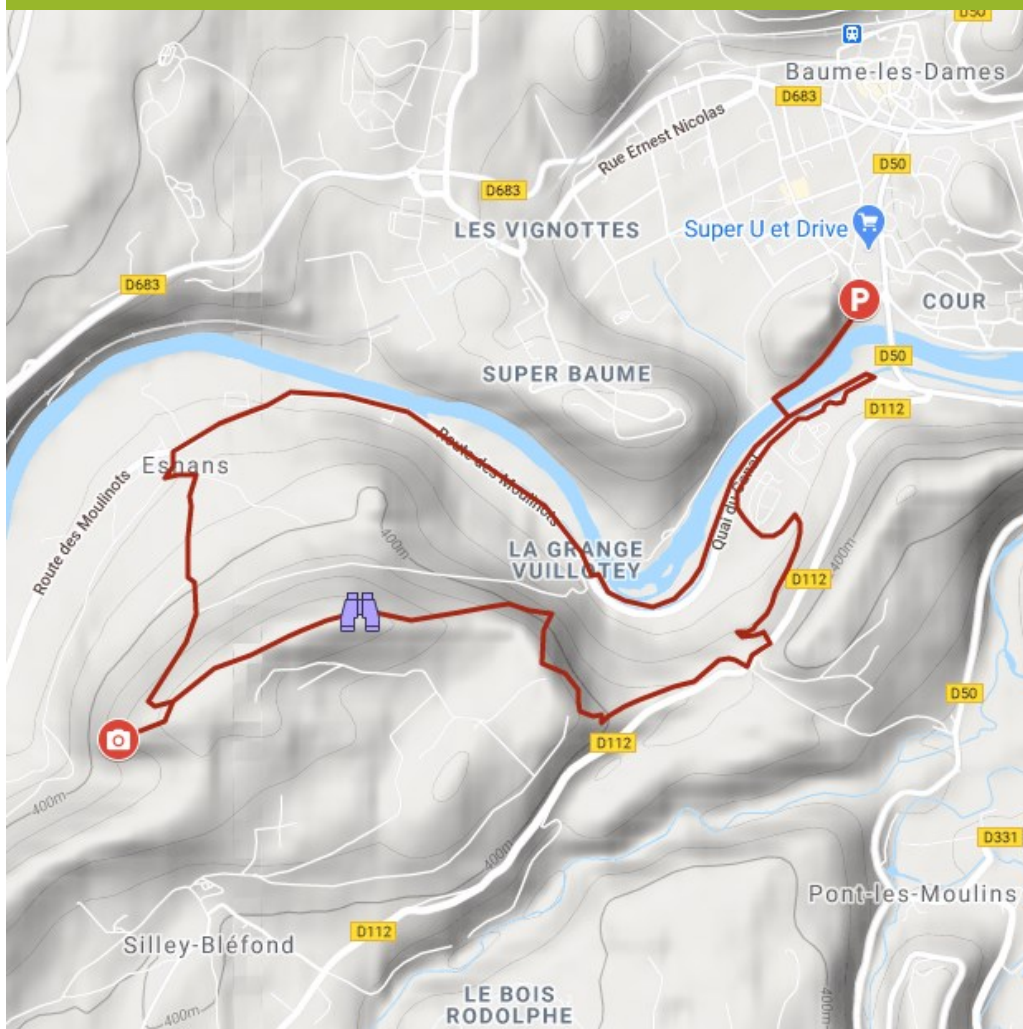 D50
Baume-les-Dames
D683
Rue Ernest Nicolas
D50
D683
LES VIGNOTTES
Super U et Drive
D683
P
COUR
D50
SUPER BAUME
D112
Route des Moulinots
Esnans
Route des Moulinots
Quai du Canal
400m
LA GRANGE
VUILLOTEY
400m
D112
D50
D112
400m
400m
D331
Pont-les-Moulins
D112
Silley-Bléfond
LE BOIS
RODOLPHE
400m
400m